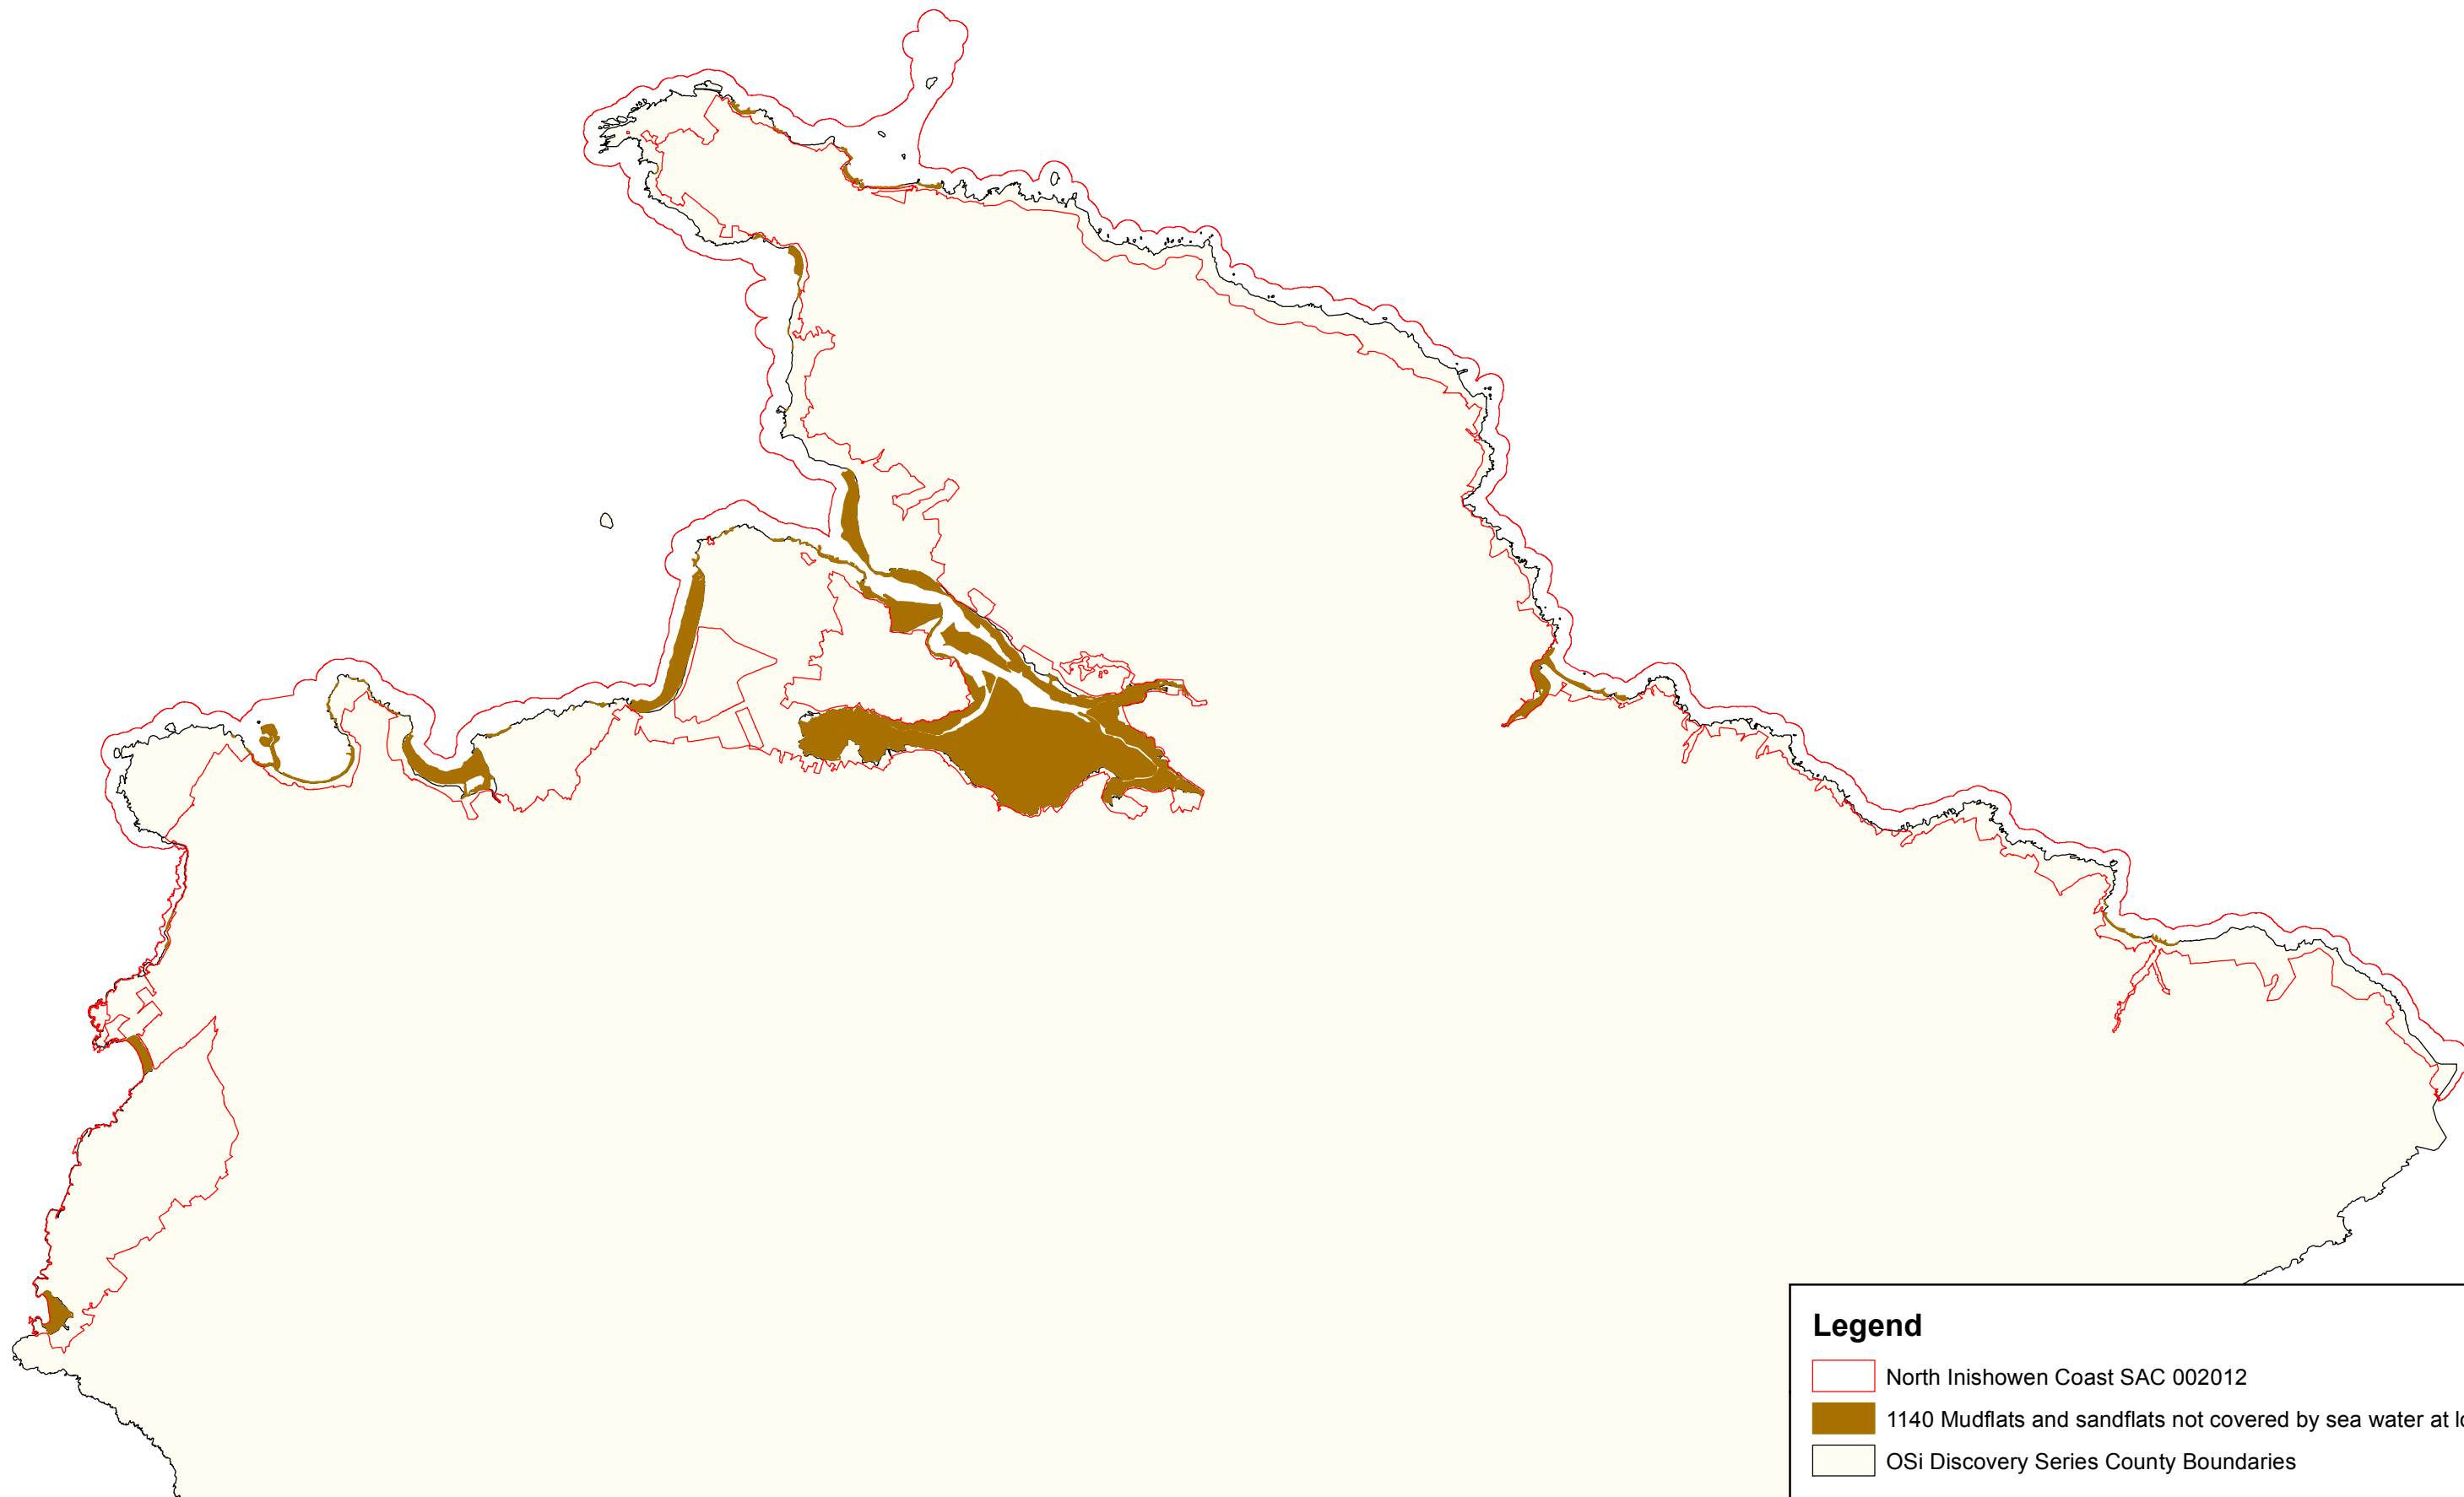 Legend
North Inishowen Coast SAC 002012
1140 Mudflats and sandflats not covered by sea water at
OSi Discovery Series County Boundaries